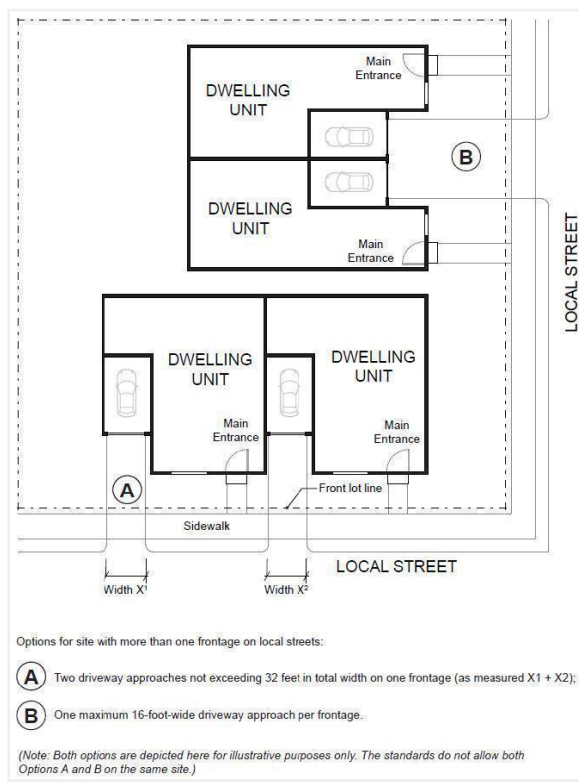 Main
Entrance
DWELLING
UNIT
B
DWELLING
UNIT
Main
Entrance
LOCAL STREET
DWELLING
UNIT
DWELLING
UNIT
Main
Entrance
Main
Entrance
A
Front lot line
Sidewalk
LOCAL STREET
Width X¹
Width X²
Options for site with more than one frontage on local streets:
A Two driveway approaches not exceeding 32 feet in total width on one frontage (as measured X1 + X2);
B One maximum 16-foot-wide driveway approach per frontage.
(Note: Both options are depicted here for illustrative purposes only. The standards do not allow both
Options A and B on the same site.)